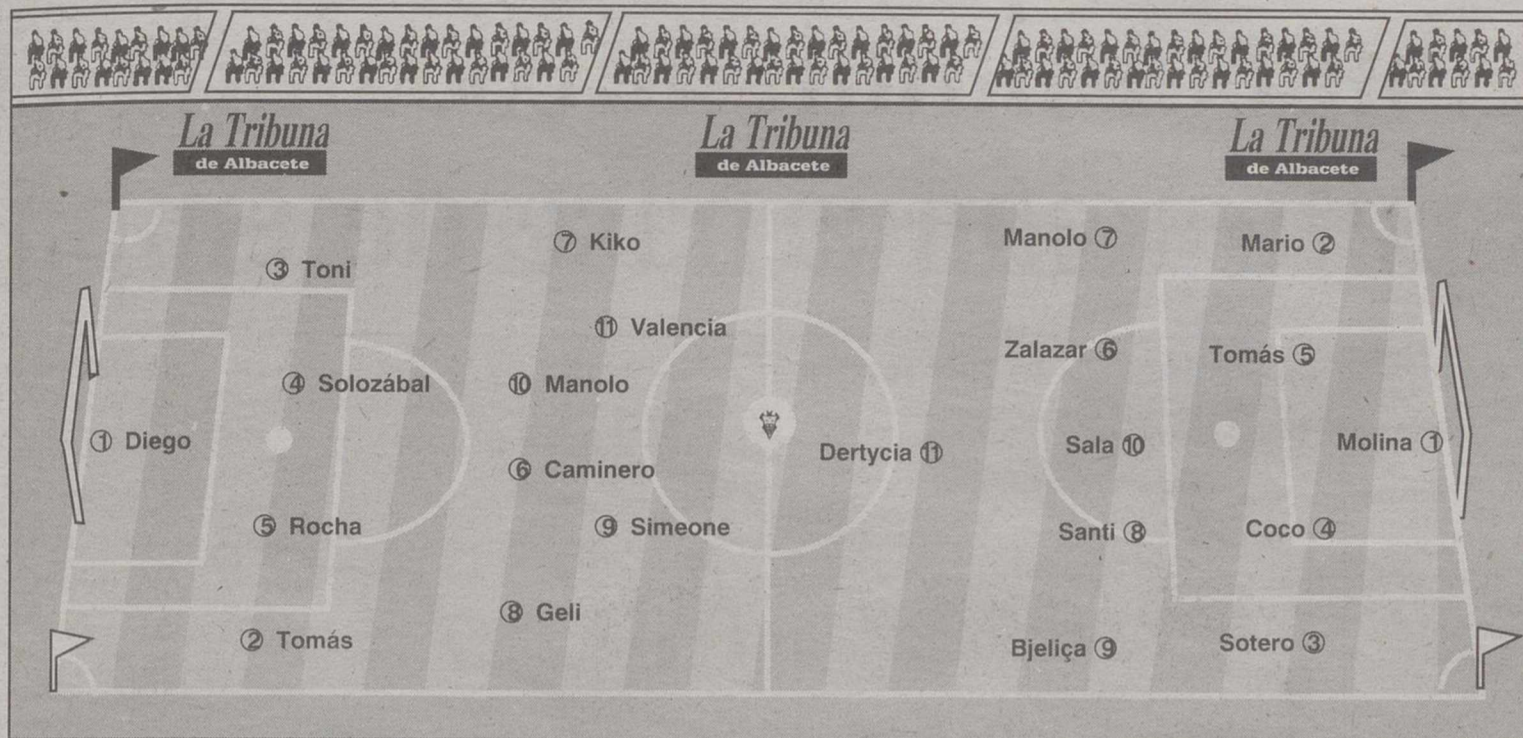 La Tribuna
de Albacete
La Tribuna
de Albacete
La Tribuna
de Albacete
③ Toni
④ Solozábal
① Diego
⑤ Rocha
② Tomás
⑦ Kiko
⑪ Valencia
⑩ Manolo
⑥ Caminero
⑨ Simeone
⑧ Geli
Dertycia ⑪
Manolo ⑦
Zalazar ⑥
Sala ⑩
Santi ⑧
Bjeliça ⑨
Mario ②
Tomás ⑤
Molina ①
Coco ④
Sotero ③